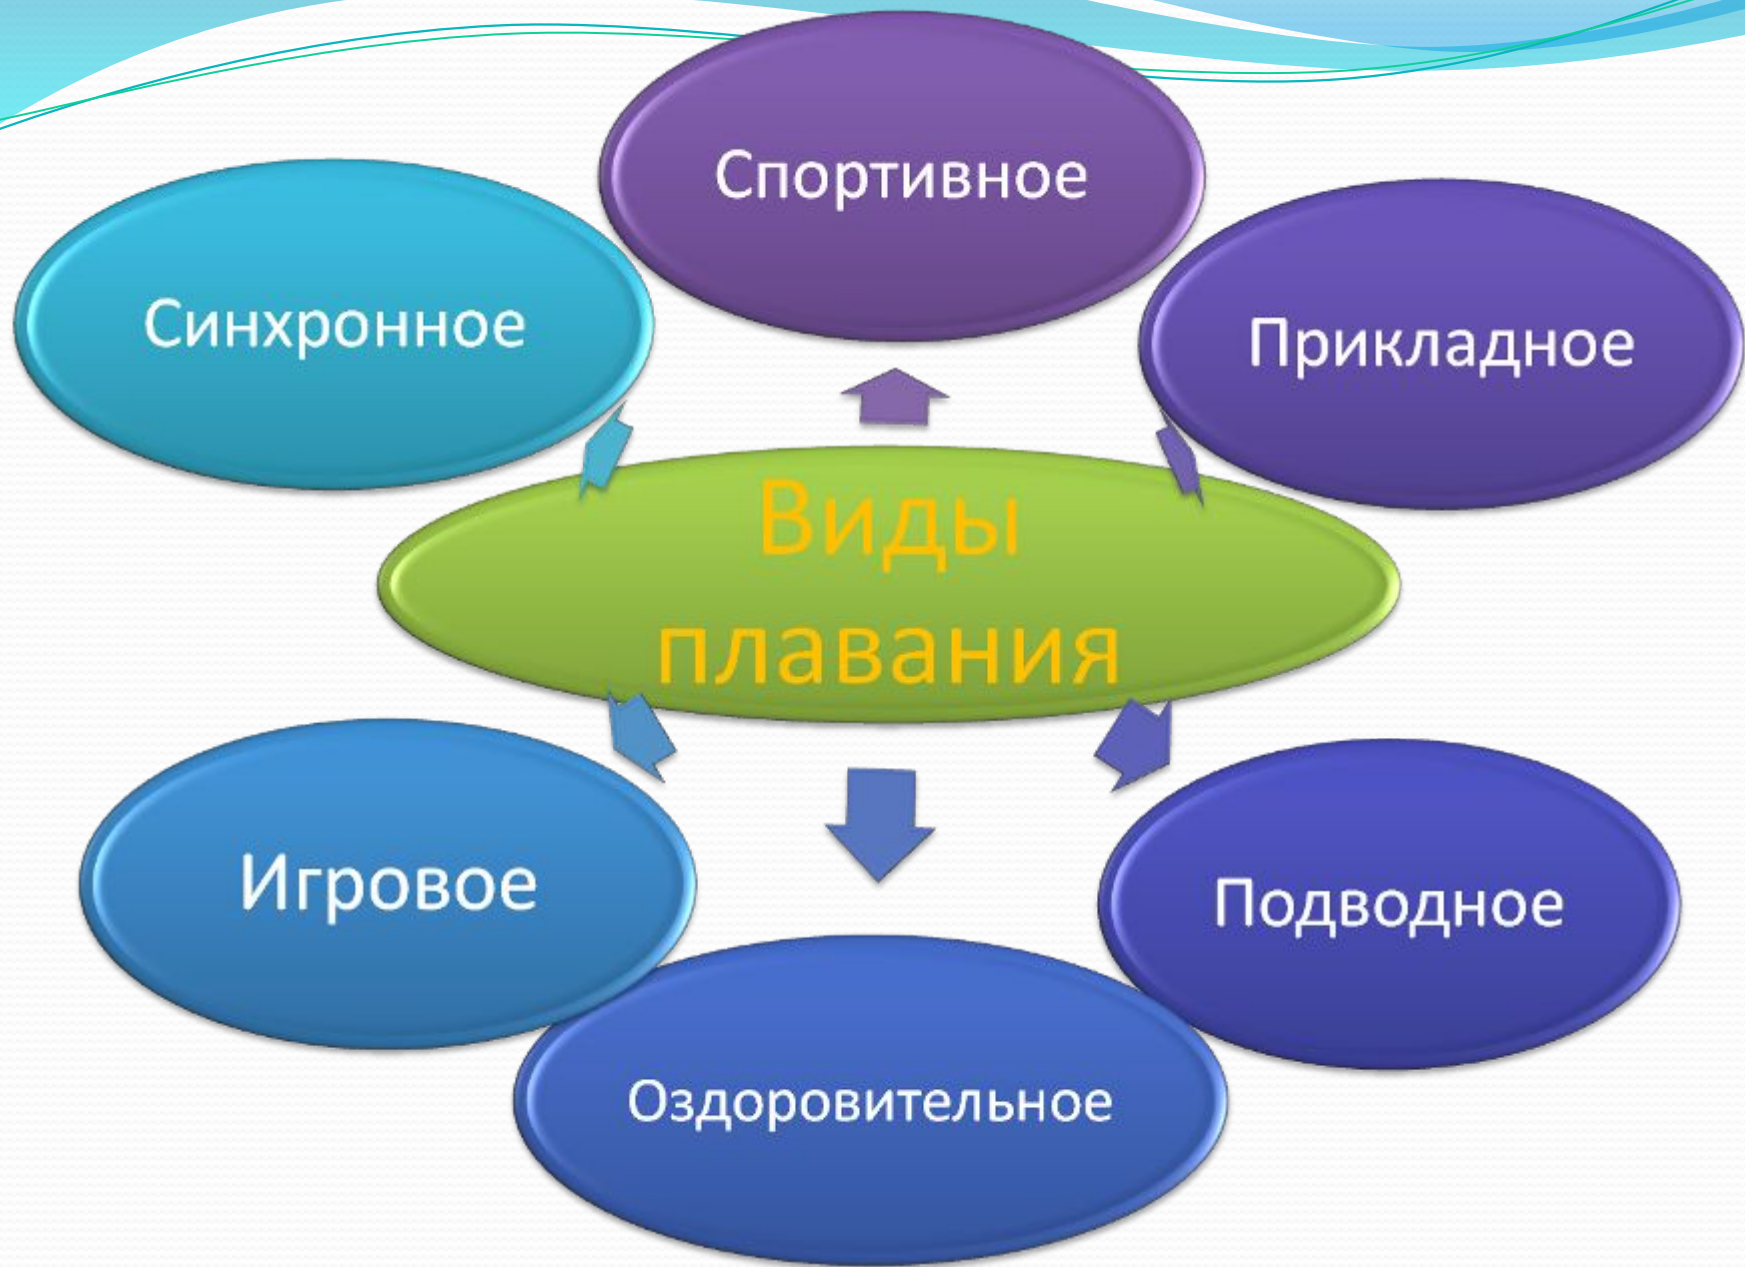 Спортивное
Синхронное
Прикладное
Виды
плавания
Игровое
Подводное
Оздоровительное